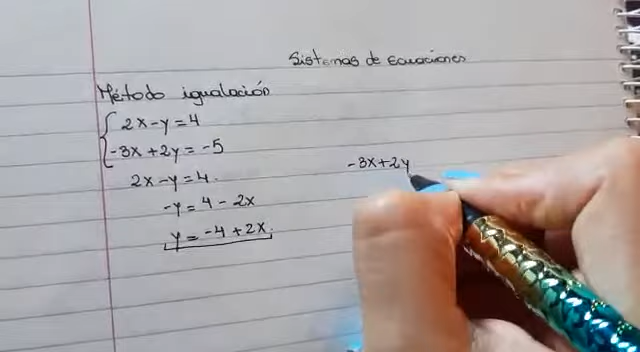 Sistemas de ecuaciones
Método igualación
2x-y=4
-3x+2y=-5
2x-y=4.
-y=4-2x
y=-4+2x.
-3x+2y